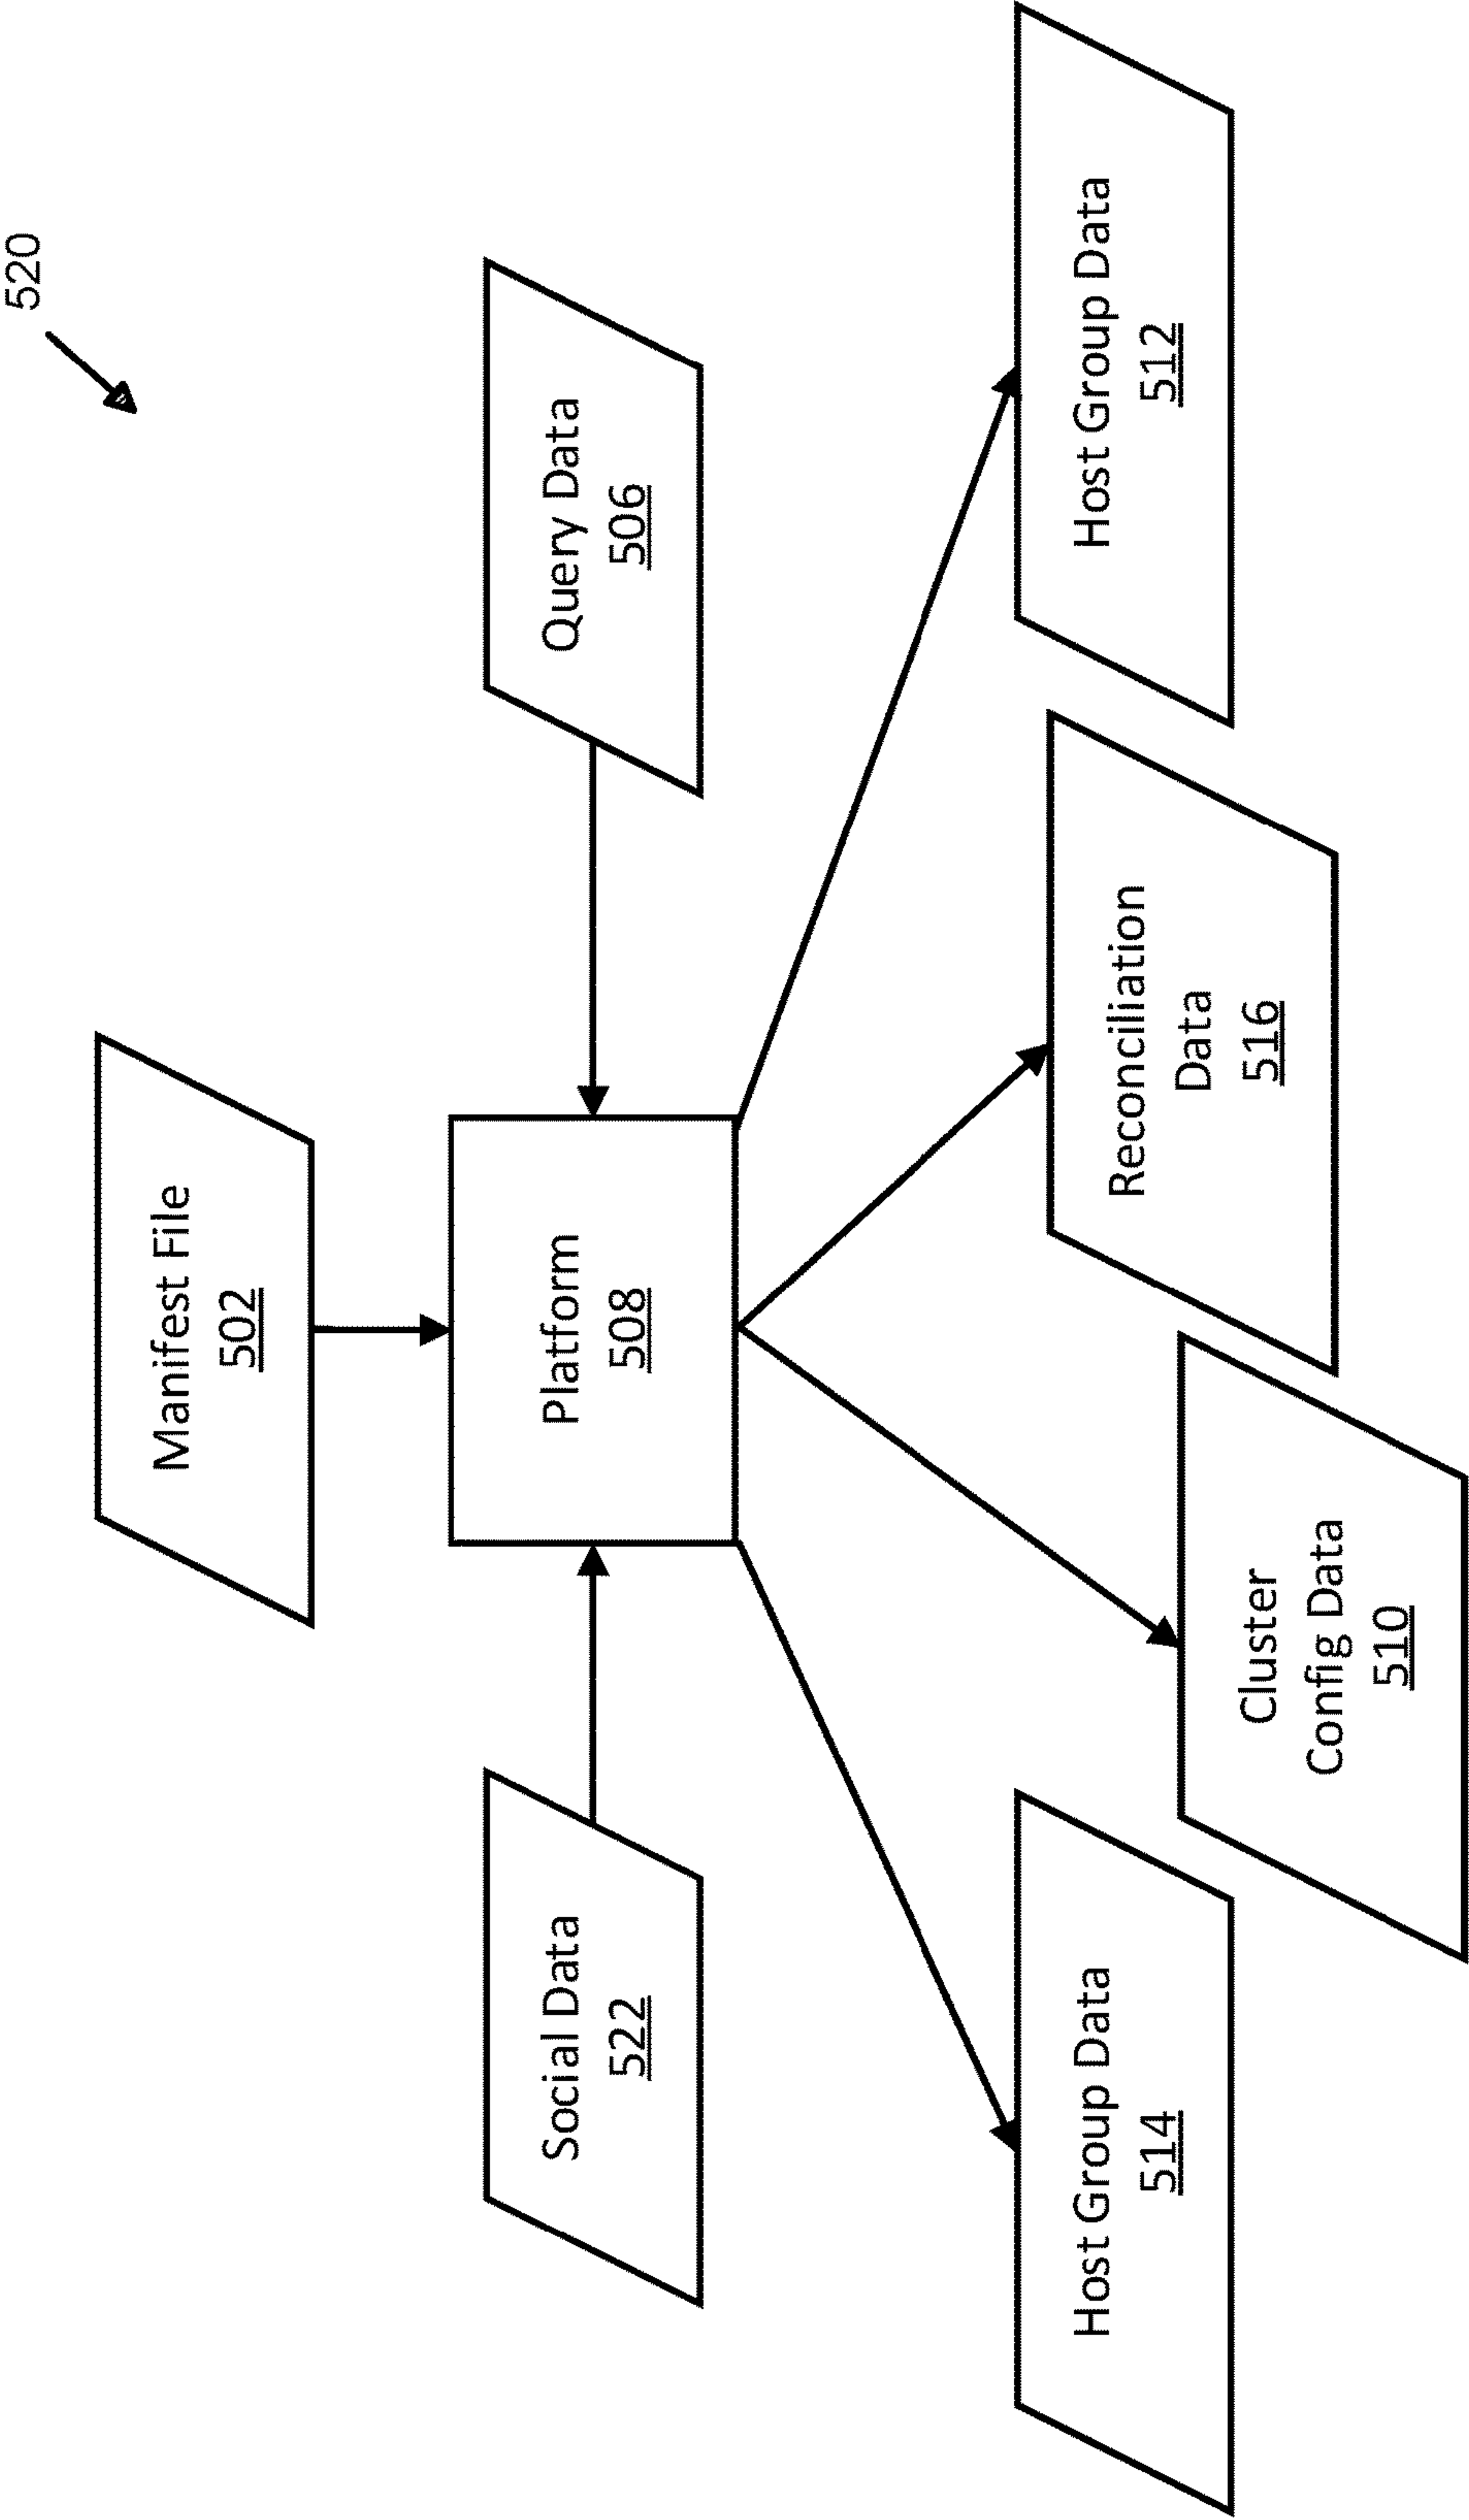 520
Manifest File
502
Social Data
522
Platform
508
Query Data
506
Host Group Data
514
Cluster
Config Data
510
Reconciliation
Data
516
Host Group Data
512